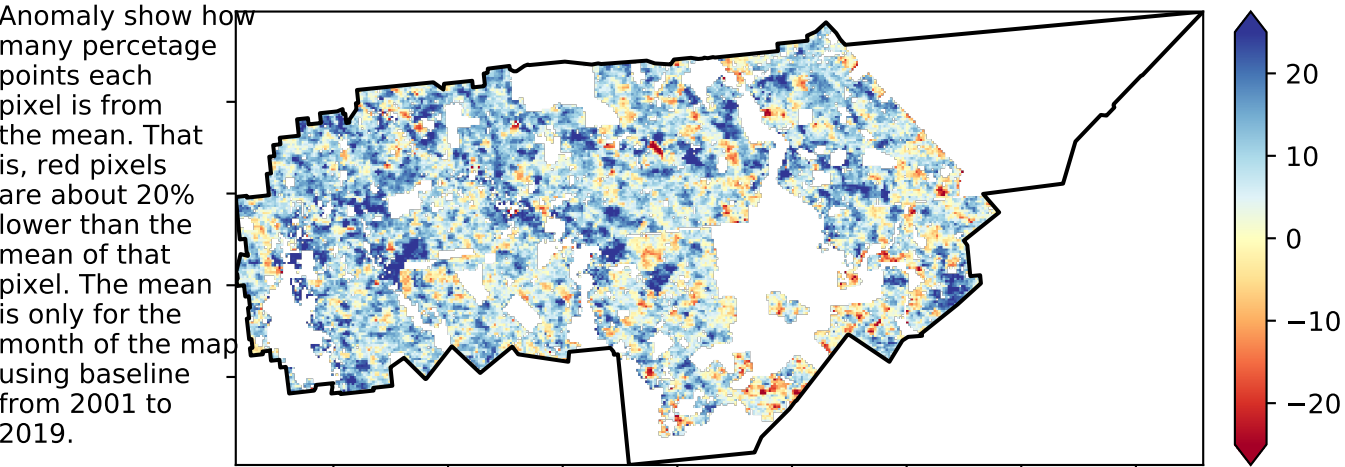 Anomaly show how
many percetage
points each
pixel is from
the mean. That
is, red pixels
are about 20%
lower than the
mean of that
pixel. The mean
is only for the
month of the map
using baseline
from 2001 to
2019.
20
10
0
−10
−20